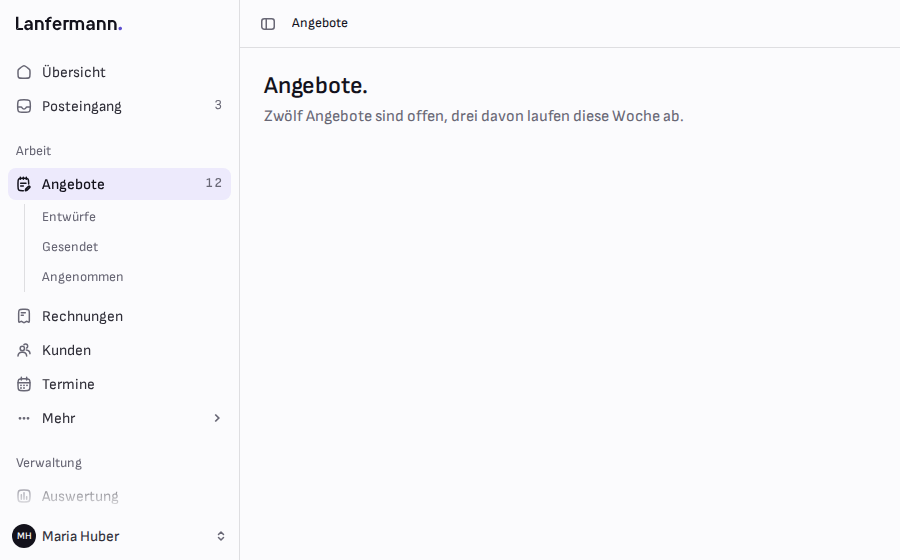 Lanfermann.
Übersicht
Posteingang 3
Arbeit
Angebote 12
Entwürfe
Gesendet
Angenommen
Rechnungen
Kunden
Termine
Mehr
Verwaltung
Auswertung
MH Maria Huber
Angebote
Angebote.
Zwölf Angebote sind offen, drei davon laufen diese Woche ab.